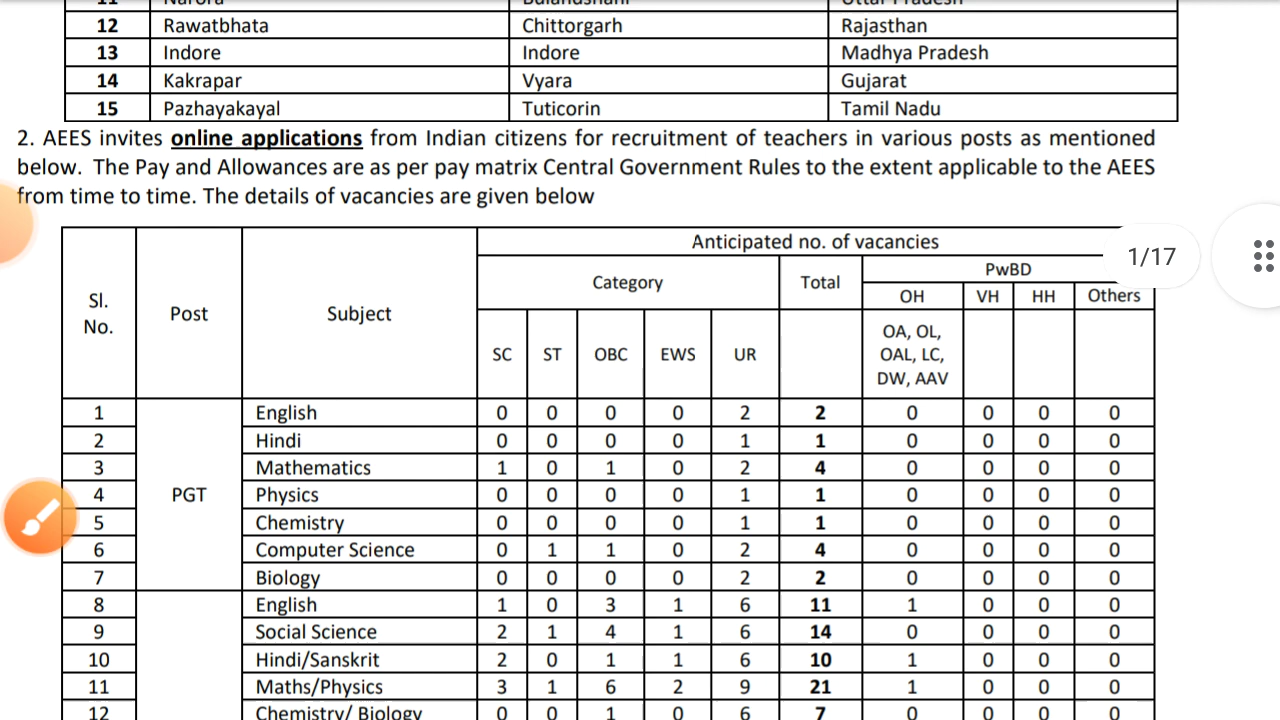 11 Narora Bulandshahr Uttar Pradesh
12 Rawatbhata Chittorgarh Rajasthan
13 Indore Indore Madhya Pradesh
14 Kakrapar Vyara Gujarat
15 Pazhayakayal Tuticorin Tamil Nadu
2. AEES invites online applications from Indian citizens for recruitment of teachers in various posts as mentioned
below. The Pay and Allowances are as per pay matrix Central Government Rules to the extent applicable to the AEES
from time to time. The details of vacancies are given below
Sl. No. Post Subject Anticipated no. of vacancies
1/17
Category Total PwBD
OH VH HH Others
SC ST OBC EWS UR OA, OL,
OAL, LC,
DW, AAV
1 English 0 0 0 0 2 2 0 0 0 0
2 Hindi 0 0 0 0 1 1 0 0 0 0
3 Mathematics 1 0 1 0 2 4 0 0 0 0
4 PGT Physics 0 0 0 0 1 1 0 0 0 0
5 Chemistry 0 0 0 0 1 1 0 0 0 0
6 Computer Science 0 1 1 0 2 4 0 0 0 0
7 Biology 0 0 0 0 2 2 0 0 0 0
8 English 1 0 3 1 6 11 1 0 0 0
9 Social Science 2 1 4 1 6 14 0 0 0 0
10 Hindi/Sanskrit 2 0 1 1 6 10 1 0 0 0
11 Maths/Physics 3 1 6 2 9 21 1 0 0 0
12 Chemistry/ Biology 0 0 1 0 6 7 0 0 0 0